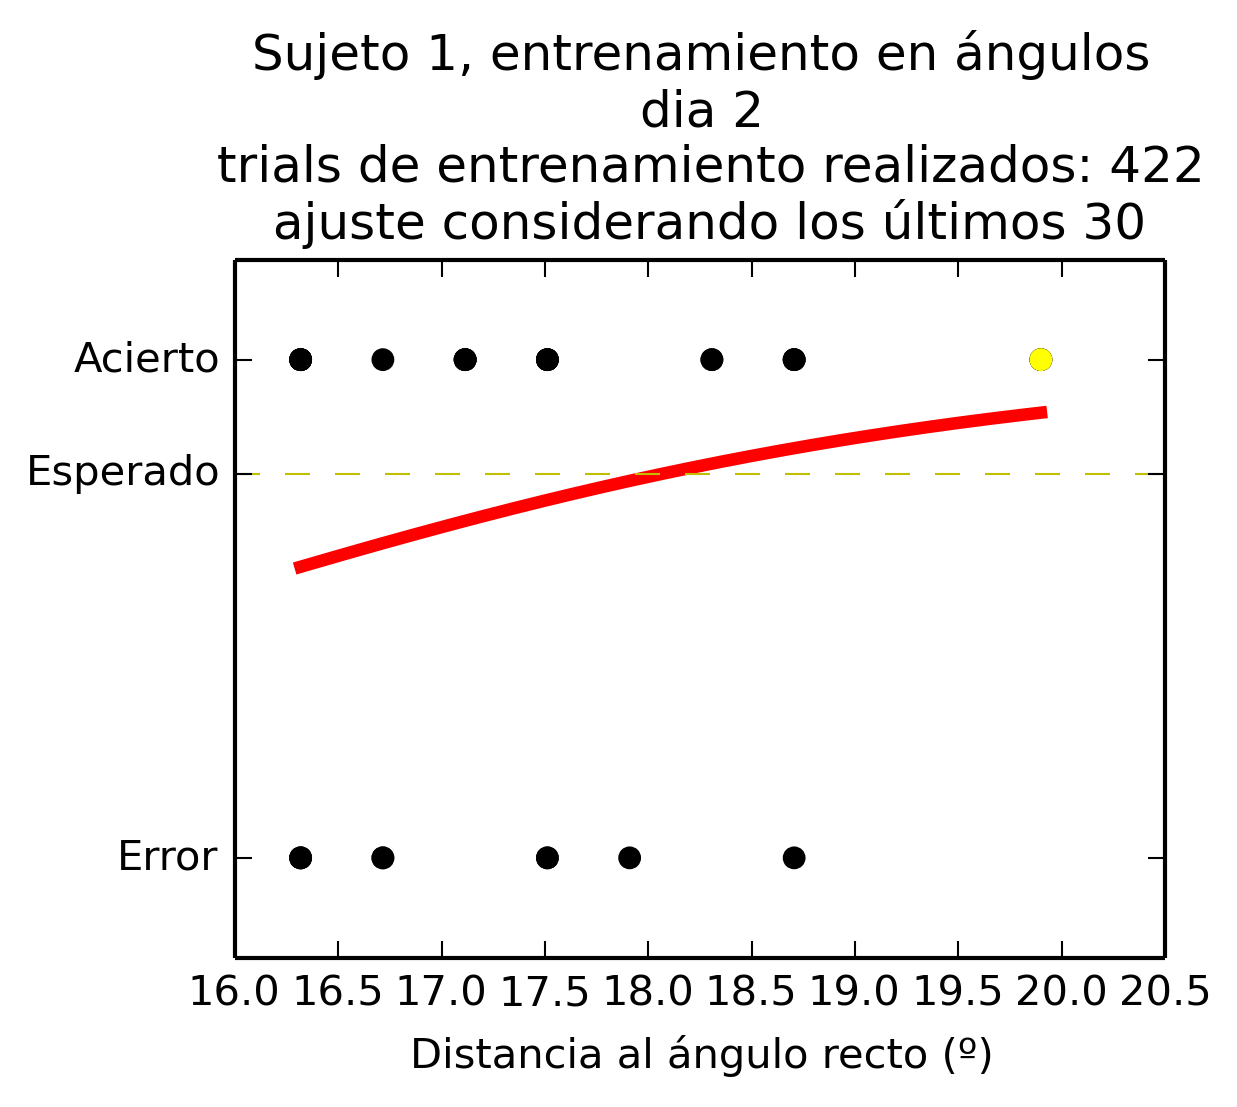 Sujeto 1, entrenamiento en ángulos
dia 2
trials de entrenamiento realizados: 422
ajuste considerando los últimos 30
Acierto
Esperado
Error
16.0 16.5 17.0 17.5 18.0 18.5 19.0 19.5 20.0 20.5
Distancia al ángulo recto (º)